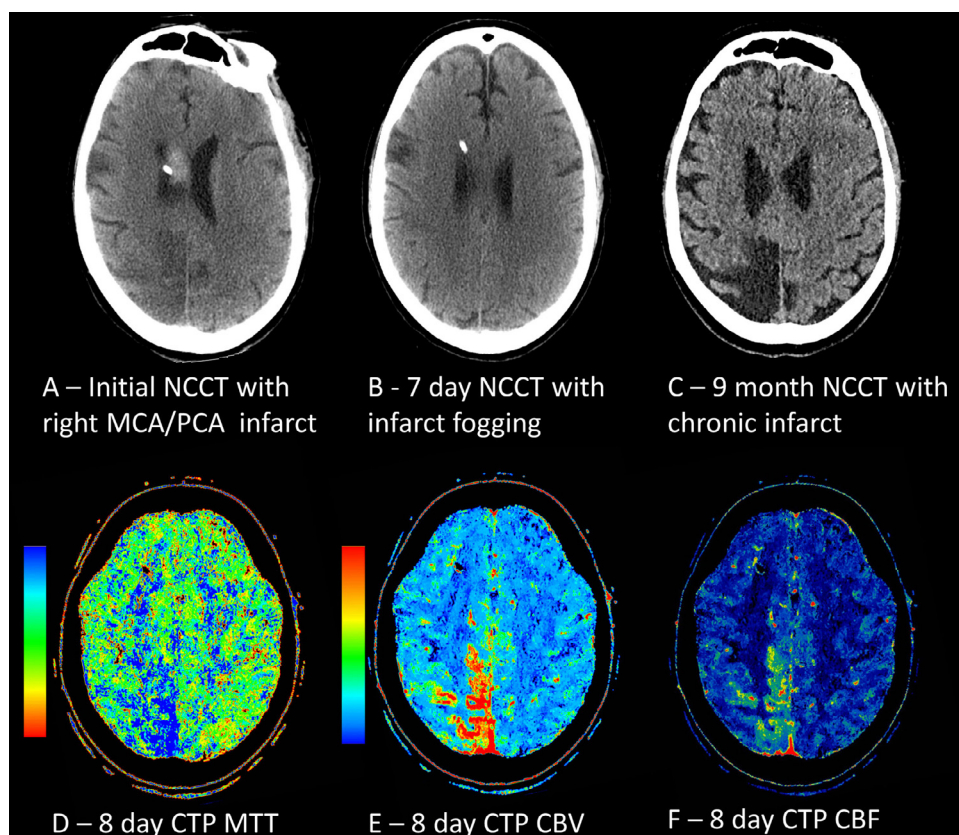 A – Initial NCCT with
right MCA/PCA infarct
B - 7 day NCCT with
infarct fogging
C – 9 month NCCT with
chronic infarct
D – 8 day CTP MTT
E – 8 day CTP CBV
F – 8 day CTP CBF